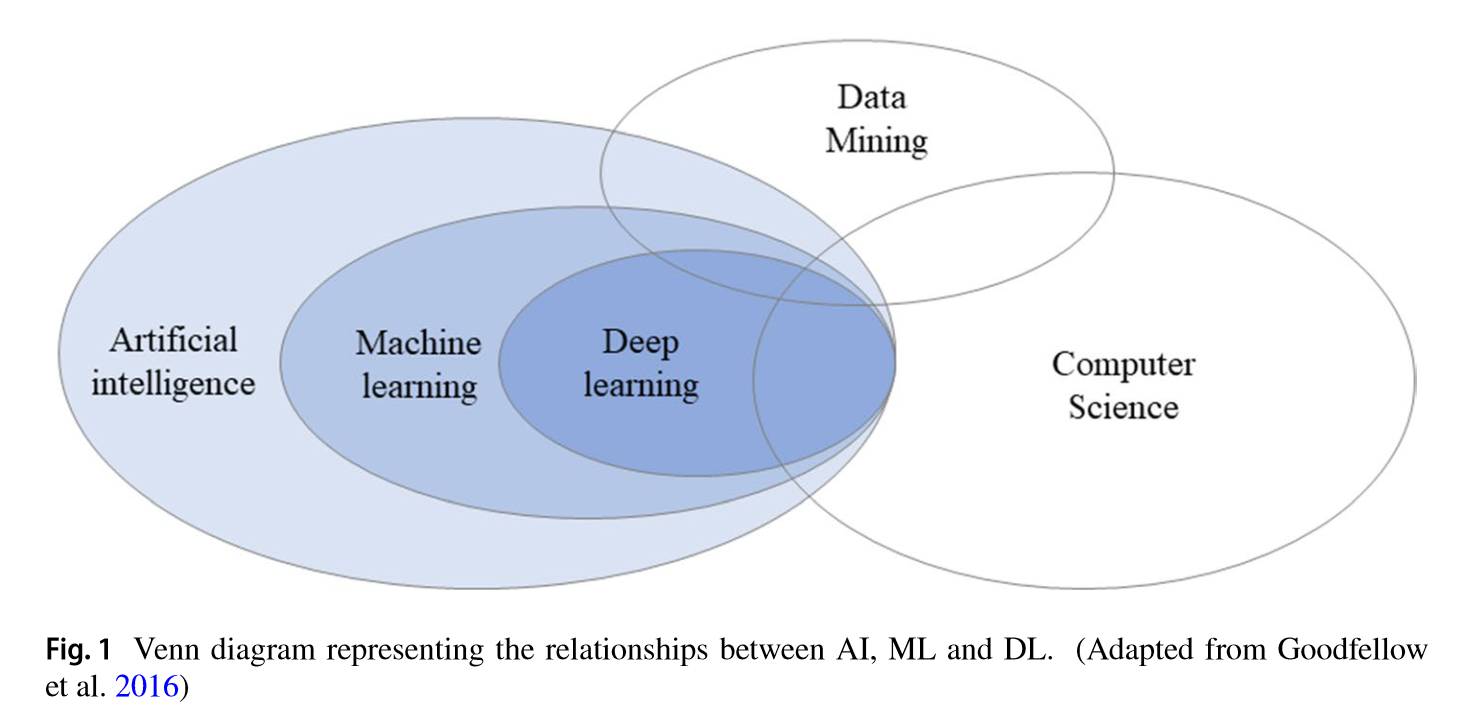 Data
Mining
Artificial
intelligence
Machine
learning
Deep
learning
Computer
Science
Fig. 1 Venn diagram representing the relationships between AI, ML and DL. (Adapted from Goodfellow
et al. 2016)